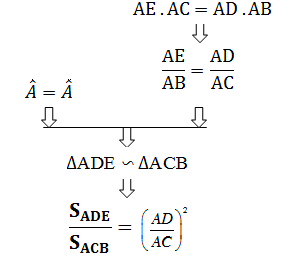 AE.AC = AD.AB
⇩
AE/AB = AD/AC
Â = Â
⇩ ⇩
⇩
ΔADE ∽ ΔACB
⇩
S_ADE/S_ACB = (AD/AC)²